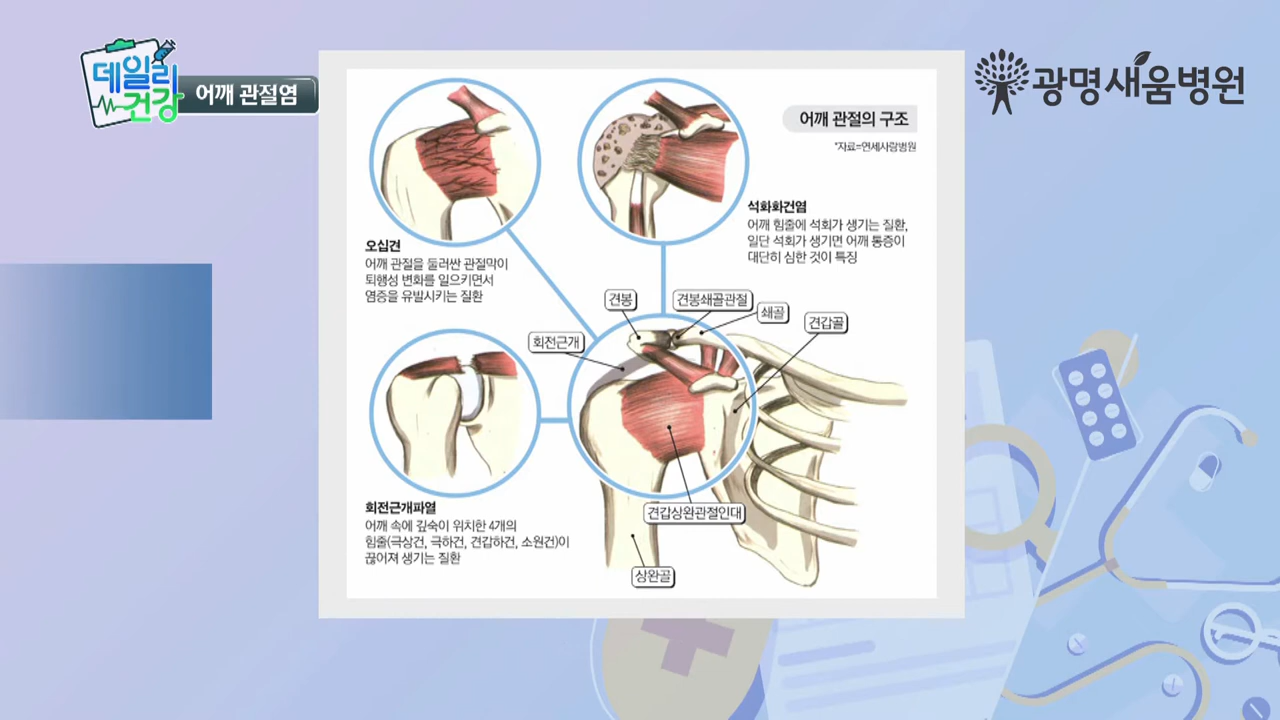 데일리
건강
어깨 관절염
광명새움병원
어깨 관절의 구조
*자료=연세사랑병원
석화화건염
어깨 힘줄에 석회가 생기는 질환,
일단 석회가 생기면 어깨 통증이
대단히 심한 것이 특징
오십견
어깨 관절을 둘러싼 관절막이
퇴행성 변화를 일으키면서
염증을 유발시키는 질환
견봉
견봉쇄골관절
쇄골
견갑골
회전근개
회전근개파열
어깨 속에 깊숙이 위치한 4개의
힘줄(극상건, 극하건, 견갑하건, 소원건)이
끊어져 생기는 질환
견갑상완관절인대
상완골